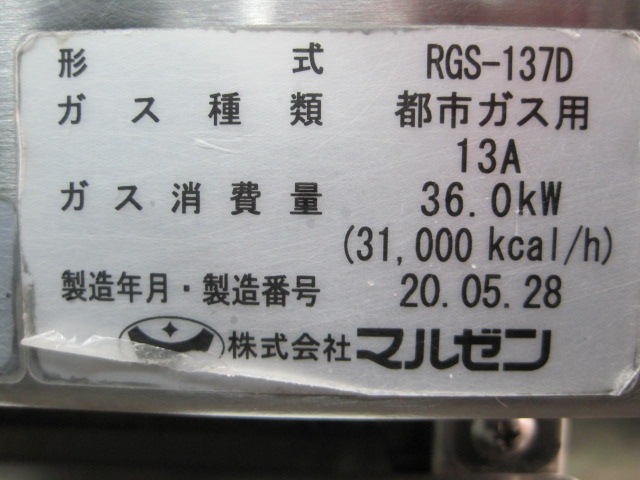 形式 RGS-137D
ガス種類 都市ガス用
13A
ガス消費量 36.0kW
(31,000 kcal/h)
製造年月・製造番号 20.05.28
株式会社 マルゼン